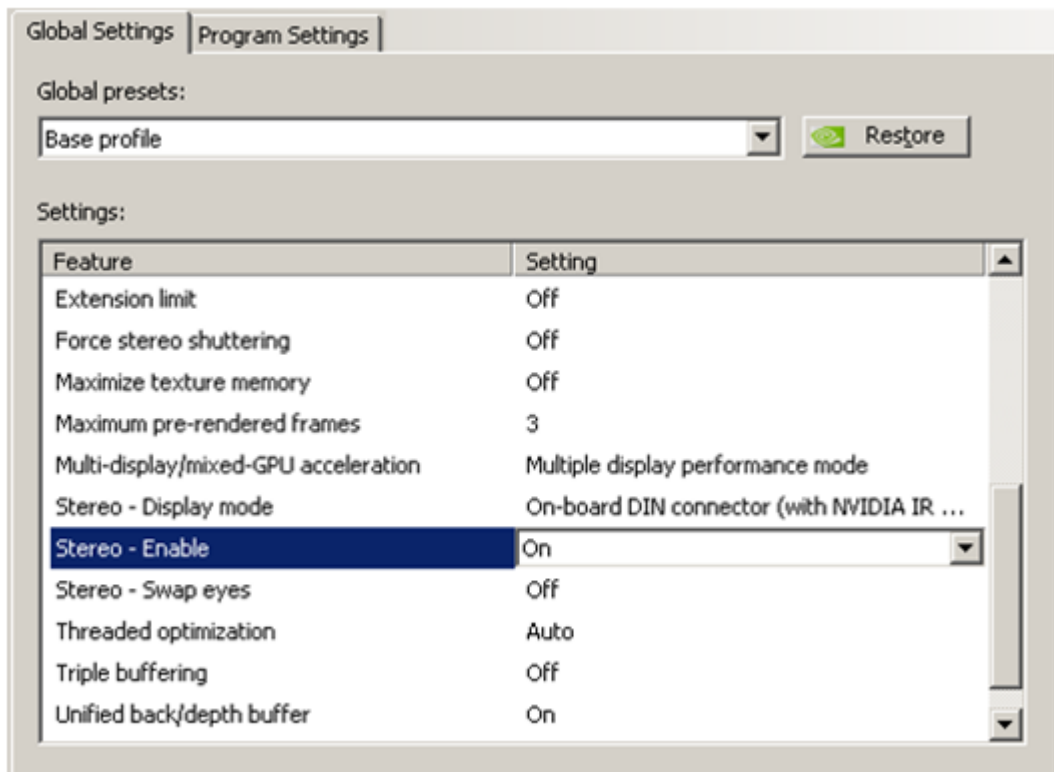 Global Settings Program Settings
Global presets:
Base profile Restore
Settings:
Feature Setting
Extension limit Off
Force stereo shuttering Off
Maximize texture memory Off
Maximum pre-rendered frames 3
Multi-display/mixed-GPU acceleration Multiple display performance mode
Stereo - Display mode On-board DIN connector (with NVIDIA IR ...
Stereo - Enable On
Stereo - Swap eyes Off
Threaded optimization Auto
Triple buffering Off
Unified back/depth buffer On